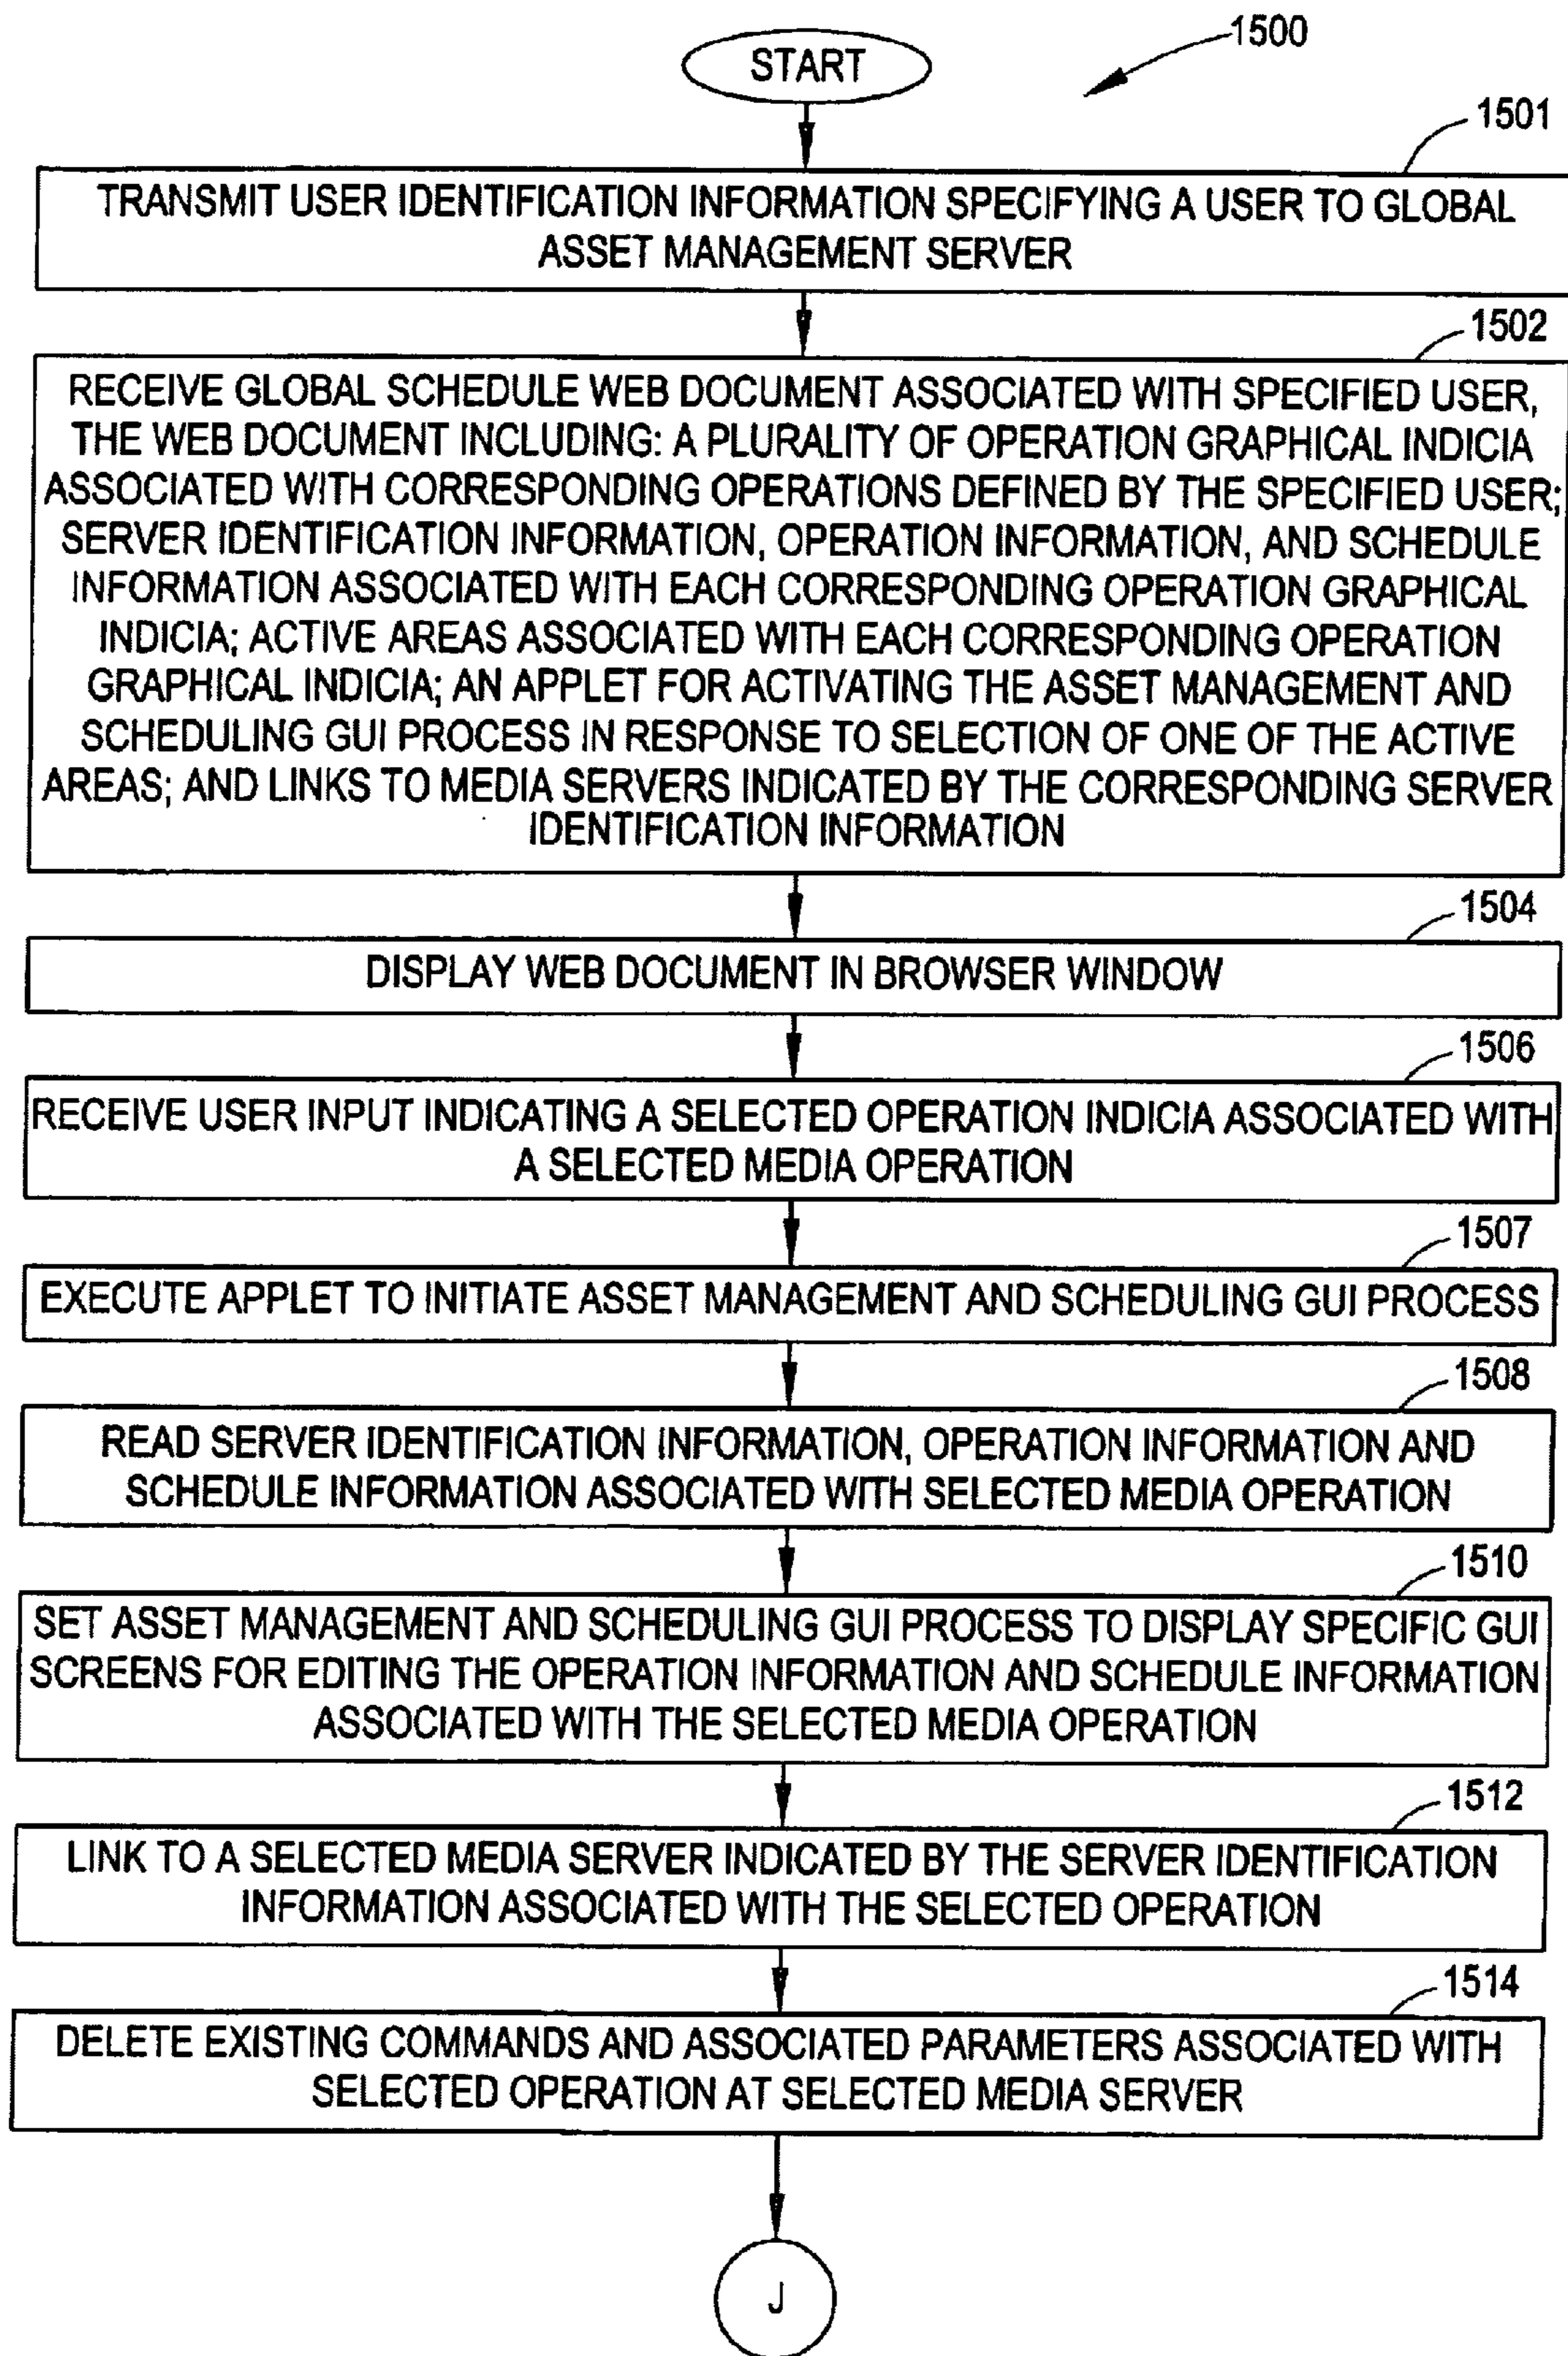 START
1500
1501
TRANSMIT USER IDENTIFICATION INFORMATION SPECIFYING A USER TO GLOBAL
ASSET MANAGEMENT SERVER
1502
RECEIVE GLOBAL SCHEDULE WEB DOCUMENT ASSOCIATED WITH SPECIFIED USER,
THE WEB DOCUMENT INCLUDING: A PLURALITY OF OPERATION GRAPHICAL INDICIA
ASSOCIATED WITH CORRESPONDING OPERATIONS DEFINED BY THE SPECIFIED USER;
SERVER IDENTIFICATION INFORMATION, OPERATION INFORMATION, AND SCHEDULE
INFORMATION ASSOCIATED WITH EACH CORRESPONDING OPERATION GRAPHICAL
INDICIA; ACTIVE AREAS ASSOCIATED WITH EACH CORRESPONDING OPERATION
GRAPHICAL INDICIA; AN APPLET FOR ACTIVATING THE ASSET MANAGEMENT AND
SCHEDULING GUI PROCESS IN RESPONSE TO SELECTION OF ONE OF THE ACTIVE
AREAS; AND LINKS TO MEDIA SERVERS INDICATED BY THE CORRESPONDING SERVER
IDENTIFICATION INFORMATION
1504
DISPLAY WEB DOCUMENT IN BROWSER WINDOW
1506
RECEIVE USER INPUT INDICATING A SELECTED OPERATION INDICIA ASSOCIATED WITH
A SELECTED MEDIA OPERATION
1507
EXECUTE APPLET TO INITIATE ASSET MANAGEMENT AND SCHEDULING GUI PROCESS
1508
READ SERVER IDENTIFICATION INFORMATION, OPERATION INFORMATION AND
SCHEDULE INFORMATION ASSOCIATED WITH SELECTED MEDIA OPERATION
1510
SET ASSET MANAGEMENT AND SCHEDULING GUI PROCESS TO DISPLAY SPECIFIC GUI
SCREENS FOR EDITING THE OPERATION INFORMATION AND SCHEDULE INFORMATION
ASSOCIATED WITH THE SELECTED MEDIA OPERATION
1512
LINK TO A SELECTED MEDIA SERVER INDICATED BY THE SERVER IDENTIFICATION
INFORMATION ASSOCIATED WITH THE SELECTED OPERATION
1514
DELETE EXISTING COMMANDS AND ASSOCIATED PARAMETERS ASSOCIATED WITH
SELECTED OPERATION AT SELECTED MEDIA SERVER
J